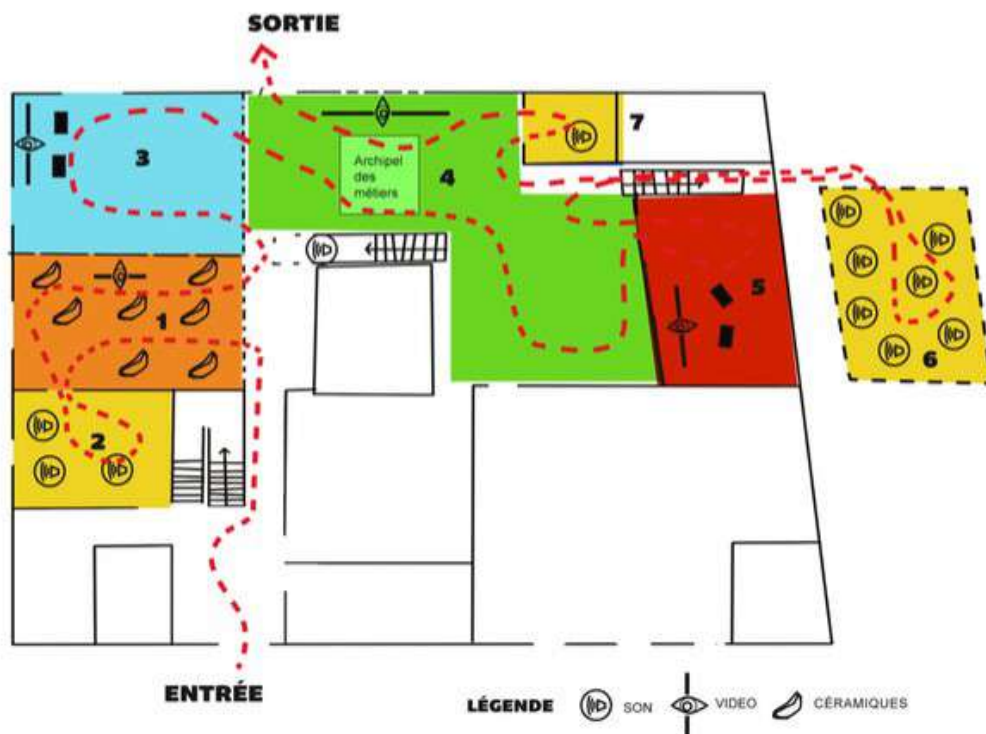 SORTIE
3
Archipel
des
métiers
4
7
1
5
6
2
ENTRÉE
LÉGENDE SON VIDEO CÉRAMIQUES